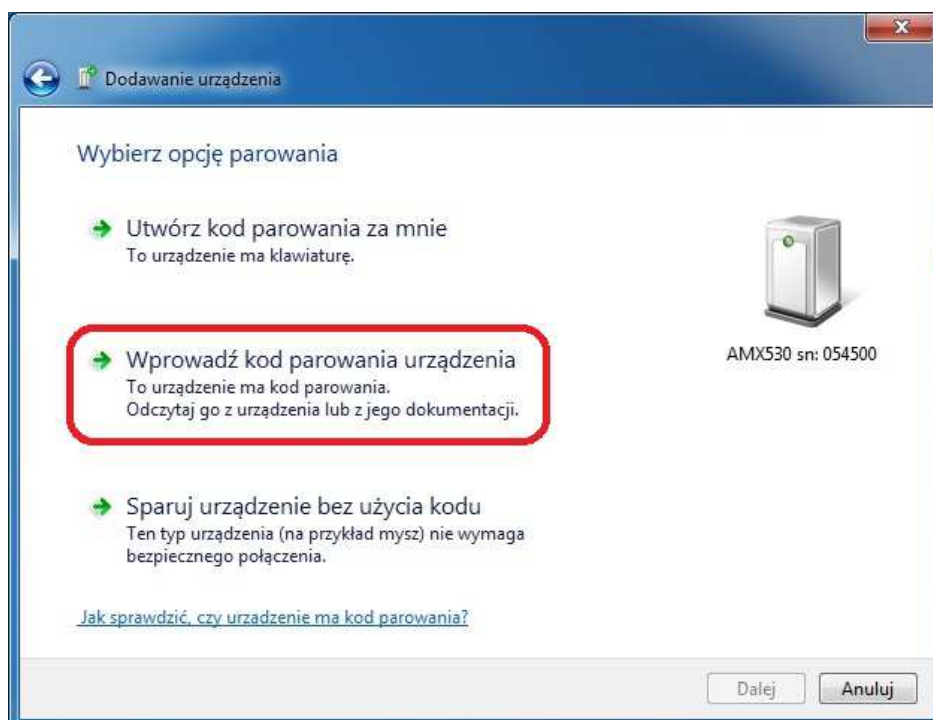 Dodawanie urządzenia
Wybierz opcję parowania
Utwórz kod parowania za mnie
To urządzenie ma klawiaturę.
Wprowadź kod parowania urządzenia
To urządzenie ma kod parowania.
Odczytaj go z urządzenia lub z jego dokumentacji.
AMX530 sn: 054500
Sparuj urządzenie bez użycia kodu
Ten typ urządzenia (na przykład mysz) nie wymaga
bezpiecznego połączenia.
Jak sprawdzić, czy urzadzenie ma kod parowania?
Dalej
Anuluj